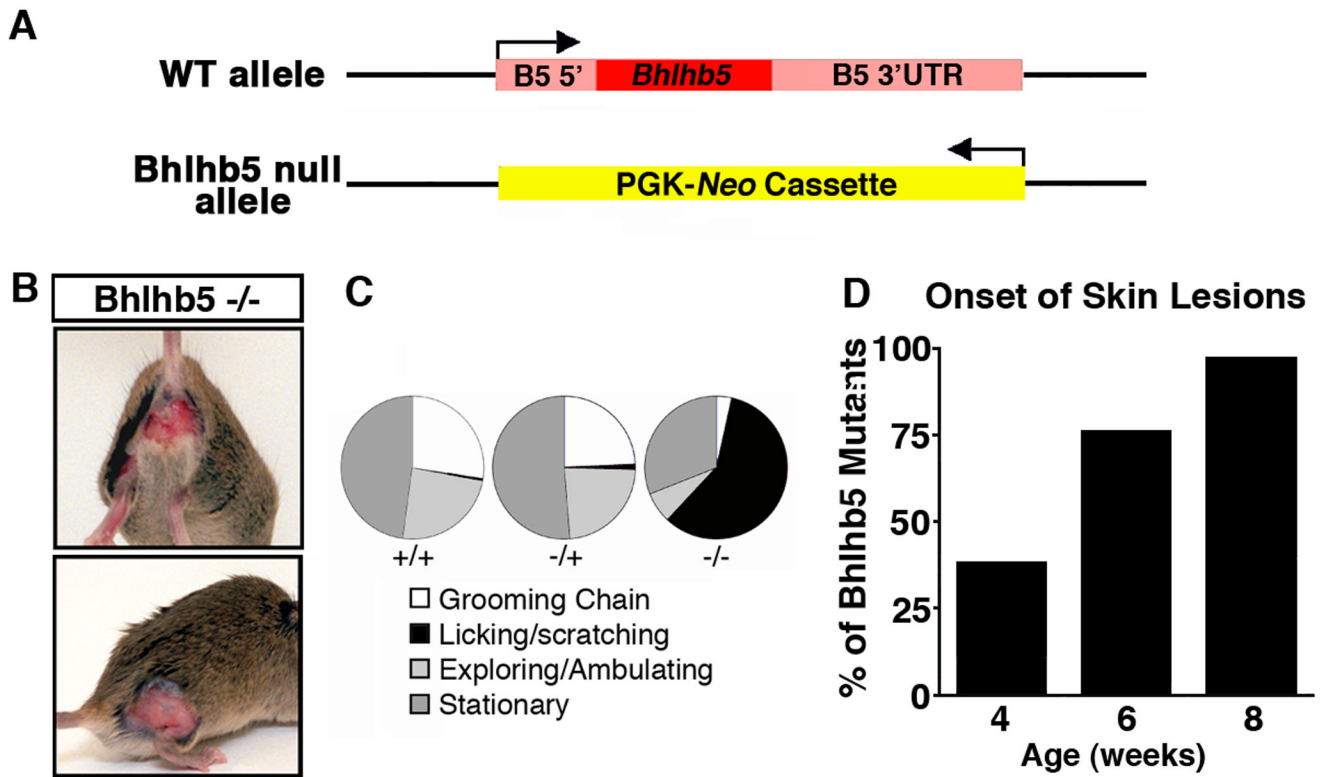 A
WT allele
B5 5’ Bhlhb5 B5 3’UTR
Bhlhb5 null
allele
PGK-Neo Cassette
B
Bhlhb5 -/-
C
+/+ -/+ -/-
Grooming Chain
Licking/scratching
Exploring/Ambulating
Stationary
D
Onset of Skin Lesions
% of Bhlhb5 Mutants
100
75
50
25
0
4 6 8
Age (weeks)